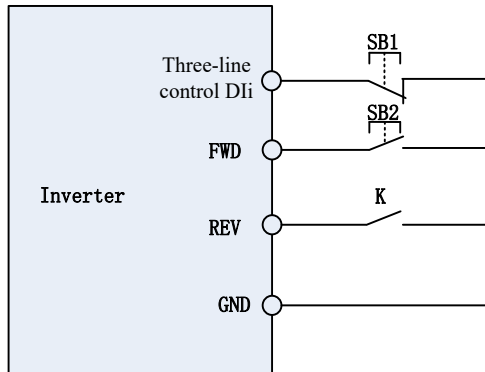 SB1
Three-line
control DIi
SB2
FWD
Inverter
K
REV
GND